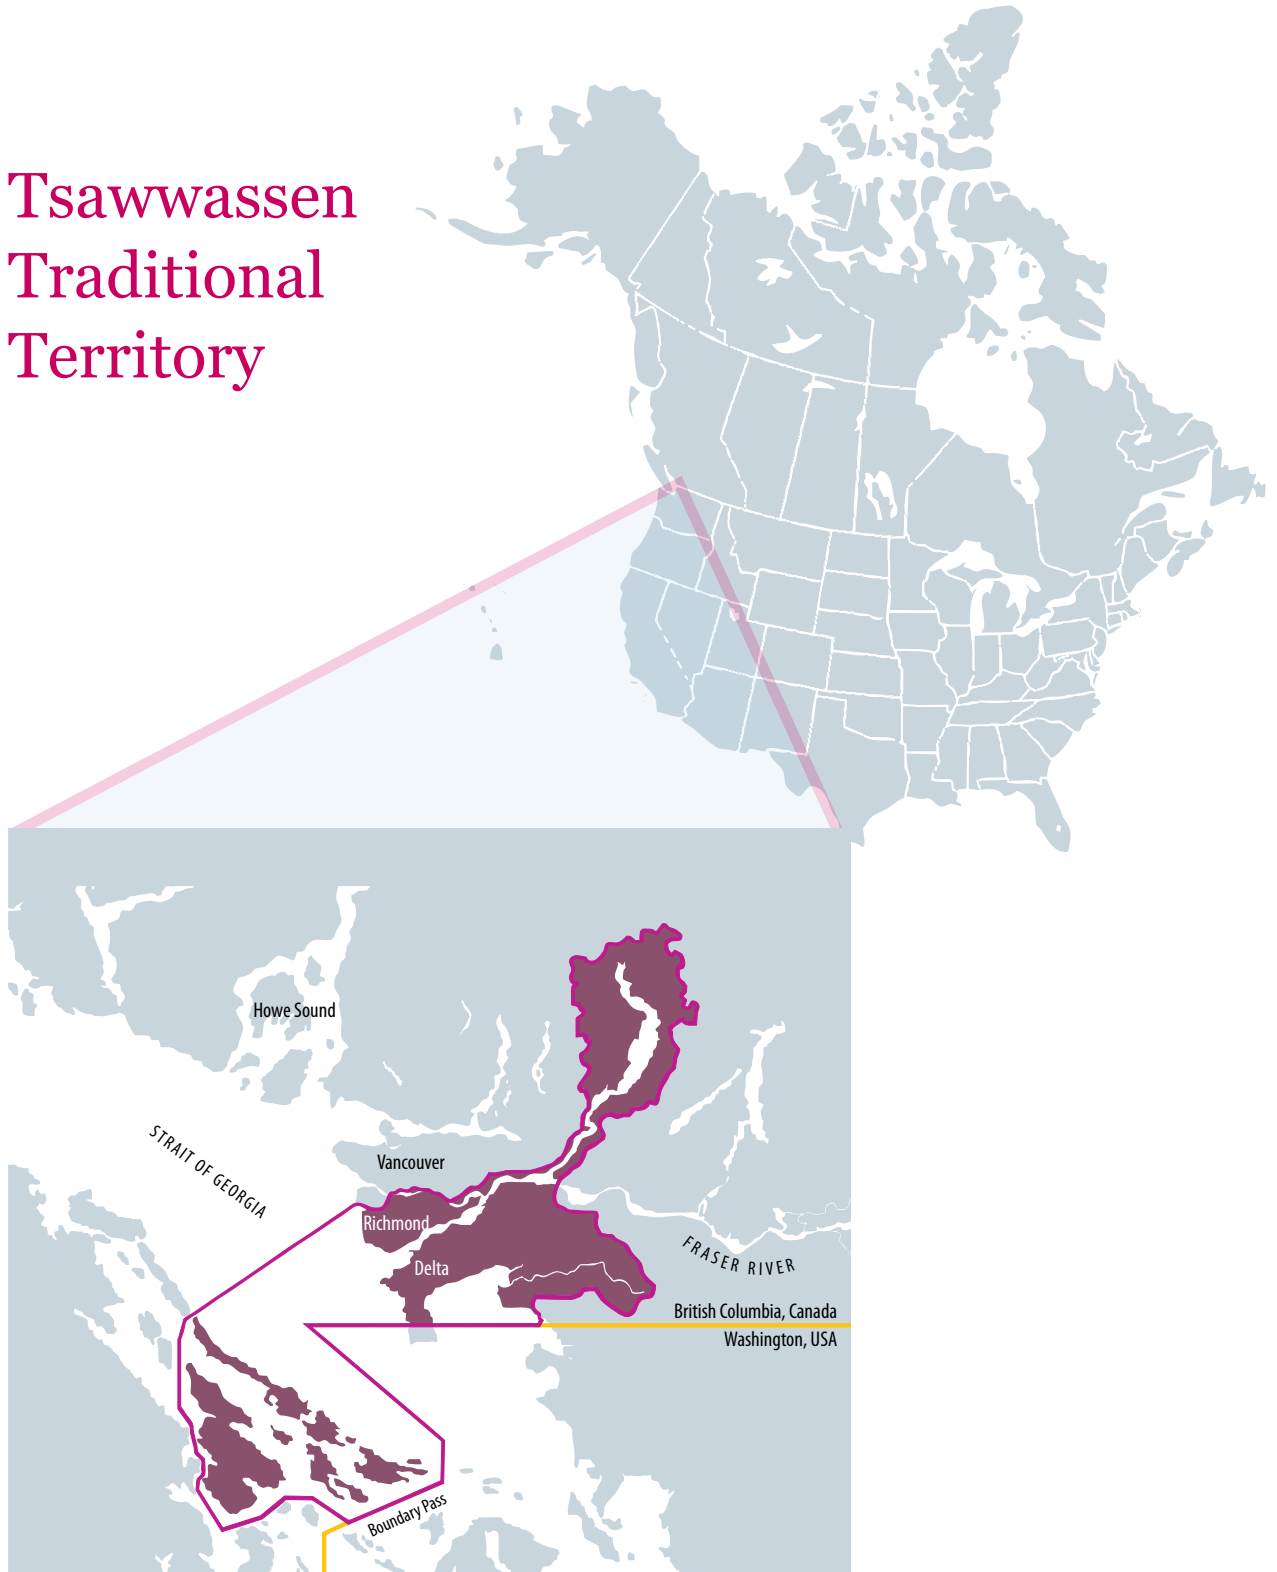 Tsawwassen
Traditional
Territory
Howe Sound
STRAIT OF GEORGIA
Vancouver
Richmond
Delta
FRASER RIVER
British Columbia, Canada
Washington, USA
Boundary Pass